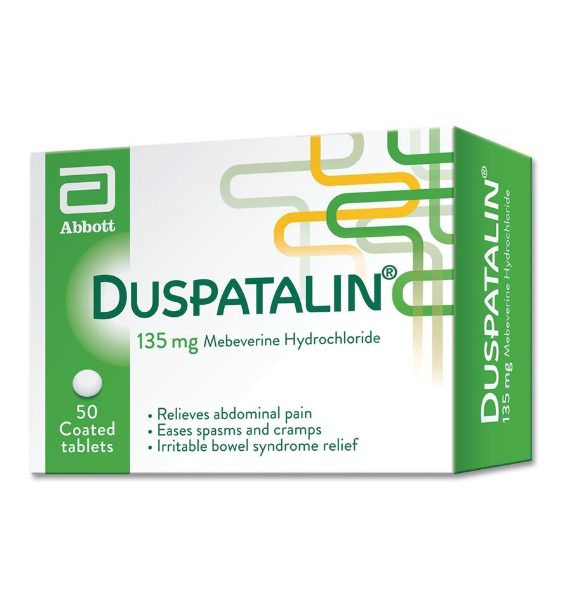 Abbott
DUSPATALIN®
135 mg Mebeverine Hydrochloride
50
Coated
tablets
• Relieves abdominal pain
• Eases spasms and cramps
• Irritable bowel syndrome relief
DUSPATALIN®
135 mg Mebeverine Hydrochloride